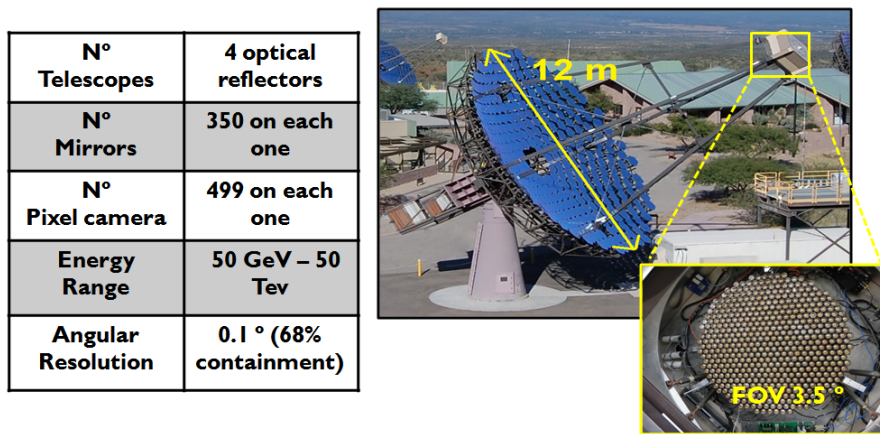 Nº
Telescopes
4 optical
reflectors
Nº
Mirrors
350 on each
one
Nº
Pixel camera
499 on each
one
Energy
Range
50 GeV – 50
Tev
Angular
Resolution
0.1 º (68%
containment)
12 m
FOV 3.5 º